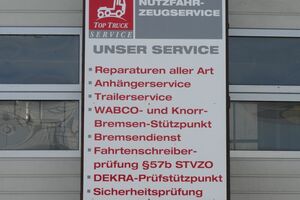 NUTZFAHR-
ZEUGSERVICE
TOP TRUCK
SERVICE
UNSER SERVICE
Reparaturen aller Art
Anhängerservice
Trailerservice
WABCO- und Knorr-
Bremsen-Stützpunkt
Bremsendienst
Fahrtenschreiber-
prüfung §57b STVZO
DEKRA-Prüfstützpunkt
Sicherheitsprüfung